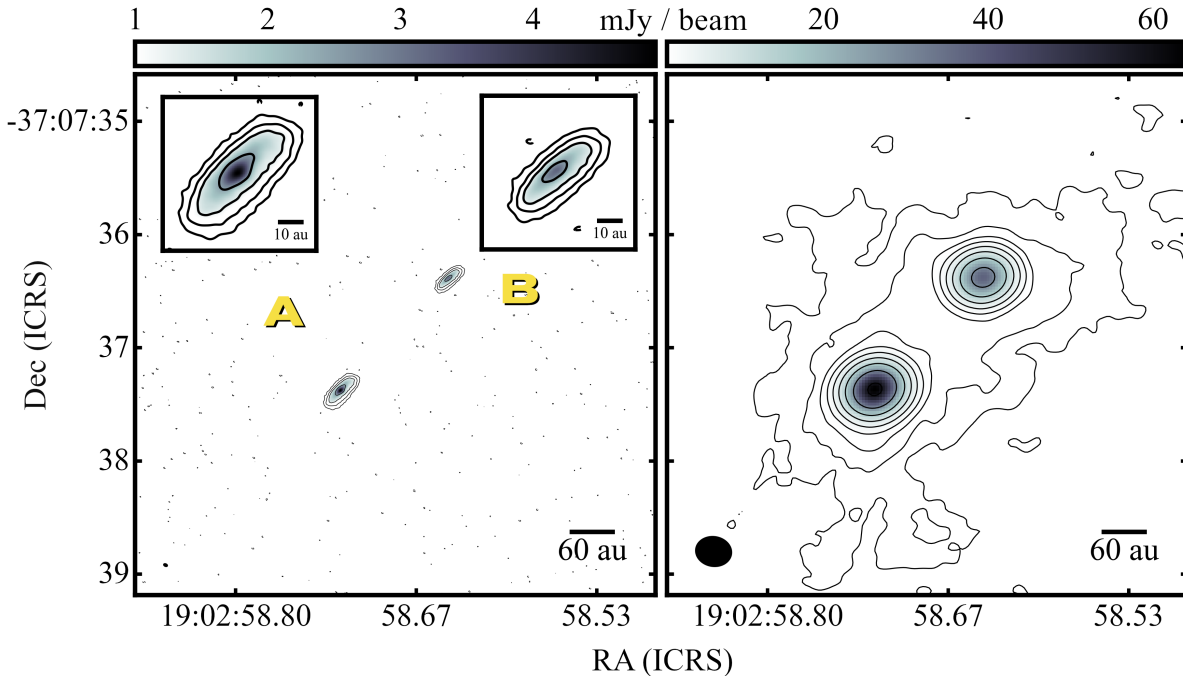 1 2 3 4 mJy / beam 20 40 60
-37:07:35
36
37
38
39
Dec (ICRS)
10 au
10 au
A
B
60 au
60 au
19:02:58.80 58.67 58.53
19:02:58.80 58.67 58.53
RA (ICRS)